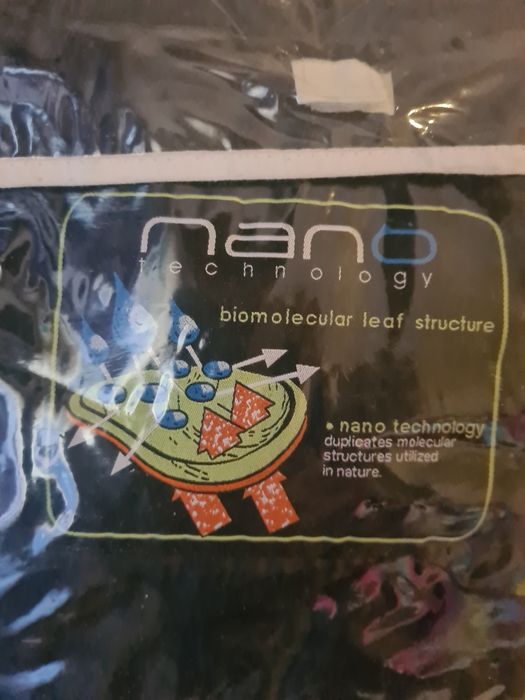 nano
technology
biomolecular leaf structure
• nano technology
duplicates molecular
structures utilized
in nature.